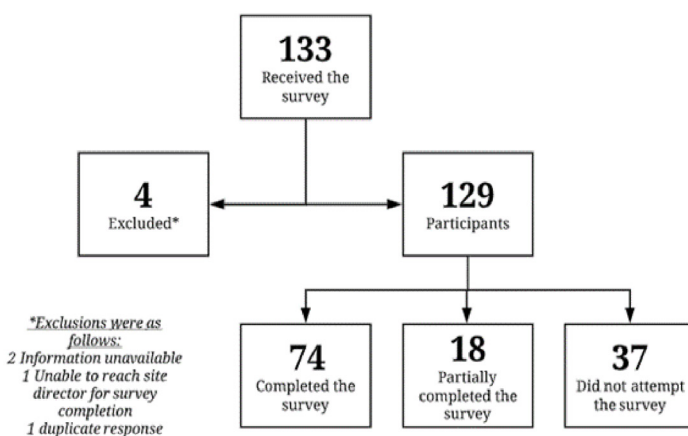 133
Received the
survey
4
Excluded*
129
Participants
*Exclusions were as
follows:
2 Information unavailable
1 Unable to reach site
director for survey
completion
1 duplicate response
74
Completed the
survey
18
Partially
completed the
survey
37
Did not attempt
the survey